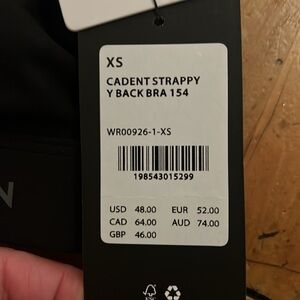 XS
CADENT STRAPPY
Y BACK BRA 154
WR00926-1-XS
198543015299
USD 48.00 EUR 52.00
CAD 64.00 AUD 74.00
GBP 46.00
N